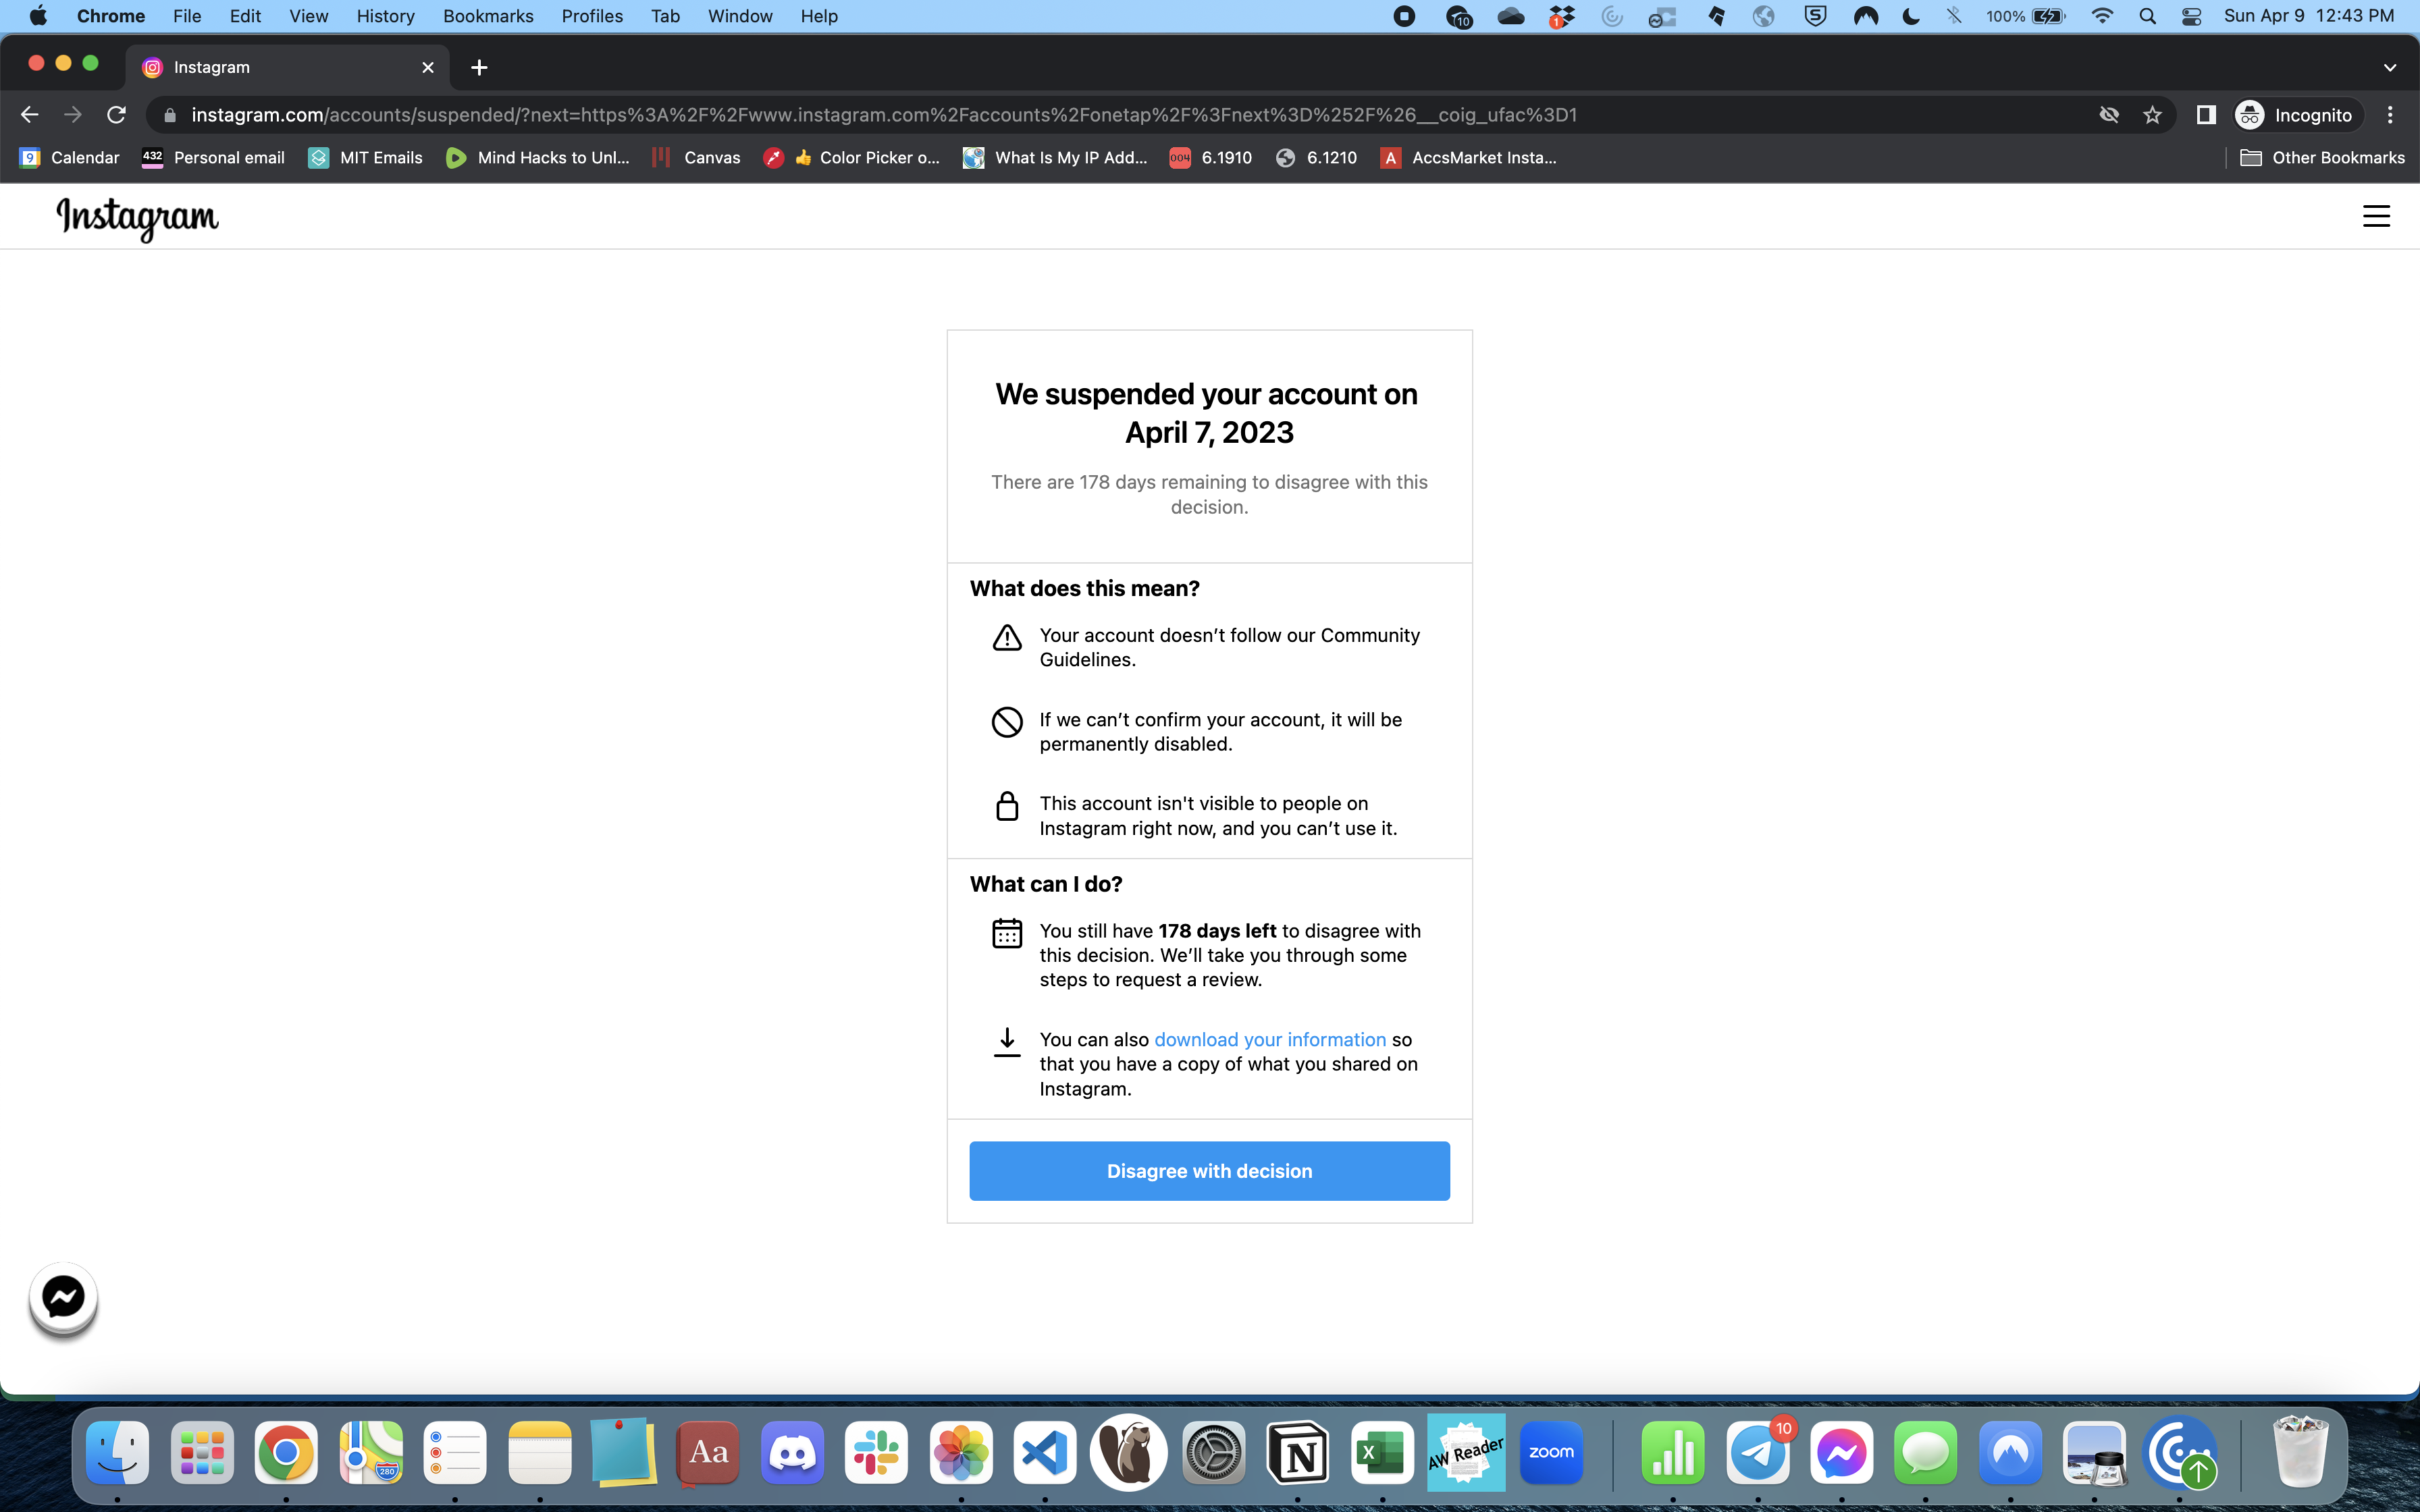 Chrome File Edit View History Bookmarks Profiles Tab Window Help 10 1 100% Sun Apr 9 12:43 PM
Instagram
instagram.com/accounts/suspended/?next=https%3A%2F%2Fwww.instagram.com%2Faccounts%2Fonetap%2F%3Fnext%3D%252F%26__coig_ufac%3D1 Incognito
9 Calendar 432 Personal email MIT Emails Mind Hacks to Unl... Canvas 👍 Color Picker o... What Is My IP Add... 004 6.1910 6.1210 A AccsMarket Insta... Other Bookmarks
Instagram
We suspended your account on
April 7, 2023
There are 178 days remaining to disagree with this
decision.
What does this mean?
Your account doesn’t follow our Community
Guidelines.
If we can’t confirm your account, it will be
permanently disabled.
This account isn't visible to people on
Instagram right now, and you can’t use it.
What can I do?
You still have 178 days left to disagree with
this decision. We’ll take you through some
steps to request a review.
You can also download your information so
that you have a copy of what you shared on
Instagram.
Disagree with decision
280 Aa N X AW Reader zoom 10